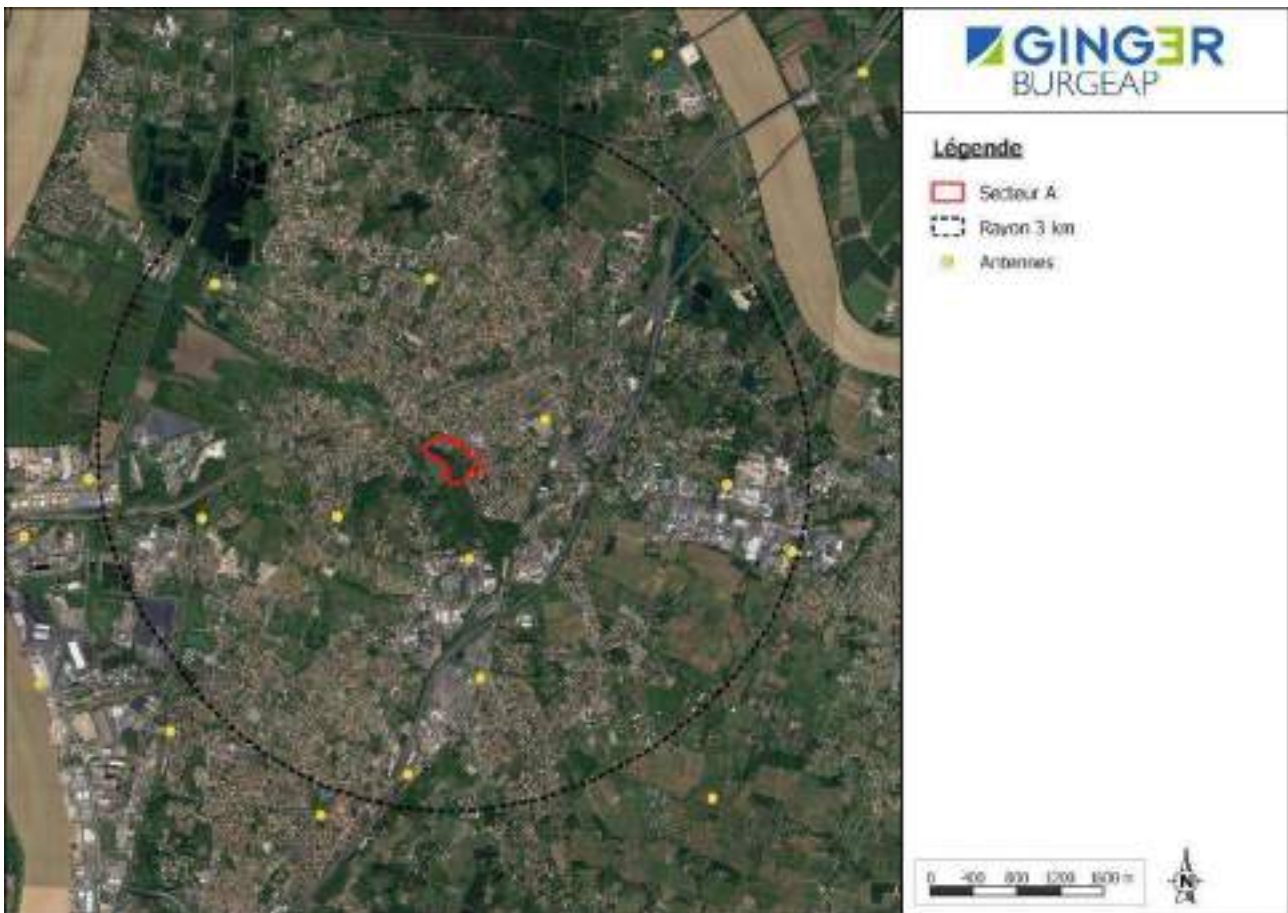 GINGER
BURGEAP
Légende
Secteur A
Rayon 3 km
Antennes
0 400 800 1200 1600 m
N